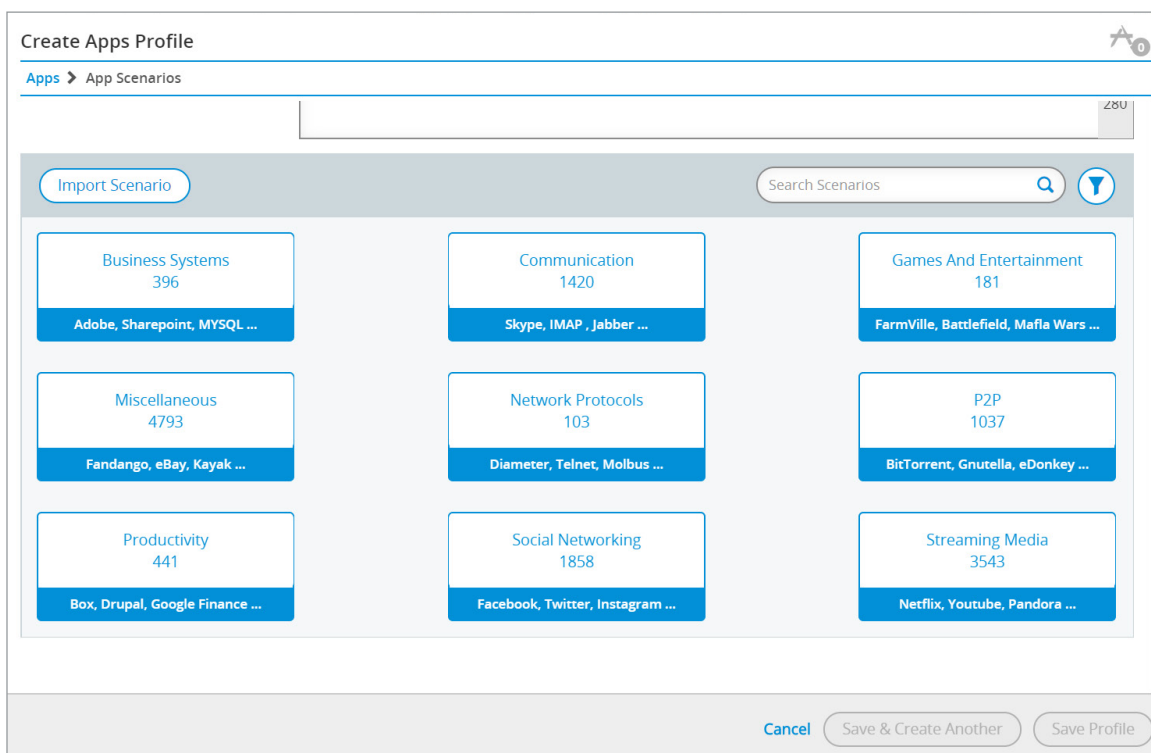 Create Apps Profile
0
Apps > App Scenarios
280
Import Scenario
Search Scenarios
Business Systems
396
Adobe, Sharepoint, MYSQL ...
Communication
1420
Skype, IMAP , Jabber ...
Games And Entertainment
181
FarmVille, Battlefield, Mafla Wars ...
Miscellaneous
4793
Fandango, eBay, Kayak ...
Network Protocols
103
Diameter, Telnet, Molbus ...
P2P
1037
BitTorrent, Gnutella, eDonkey ...
Productivity
441
Box, Drupal, Google Finance ...
Social Networking
1858
Facebook, Twitter, Instagram ...
Streaming Media
3543
Netflix, Youtube, Pandora ...
Cancel
Save & Create Another
Save Profile